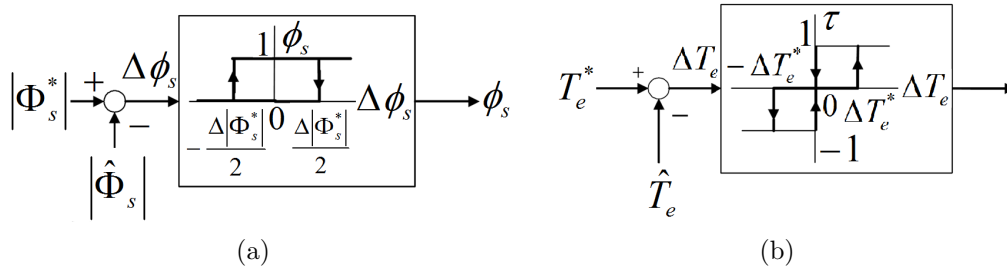 |Φ*s| + − Δϕs 1 ϕs 0 Δϕs ϕs
− Δ|Φ*s| / 2 Δ|Φ*s| / 2
|Φ̂s|
(a)
T*e + − ΔTe 1 τ − ΔT*e 0 ΔT*e ΔTe
−1
T̂e
(b)